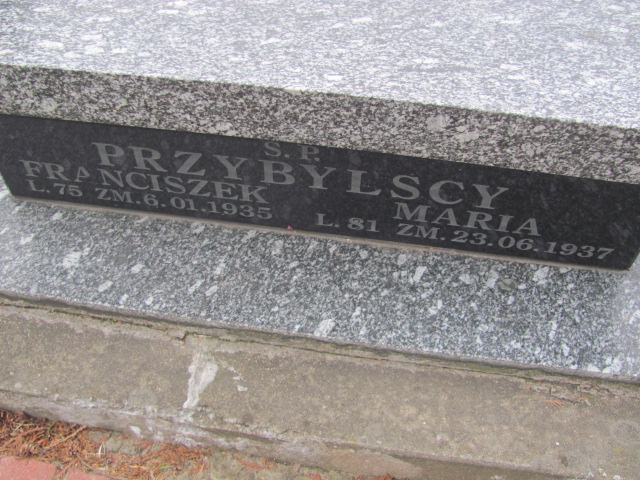 S.P.
PRZYBYLSCY
FRANCISZEK MARIA
L.75 ZM.6.01.1935 L.81 ZM.23.06.1937